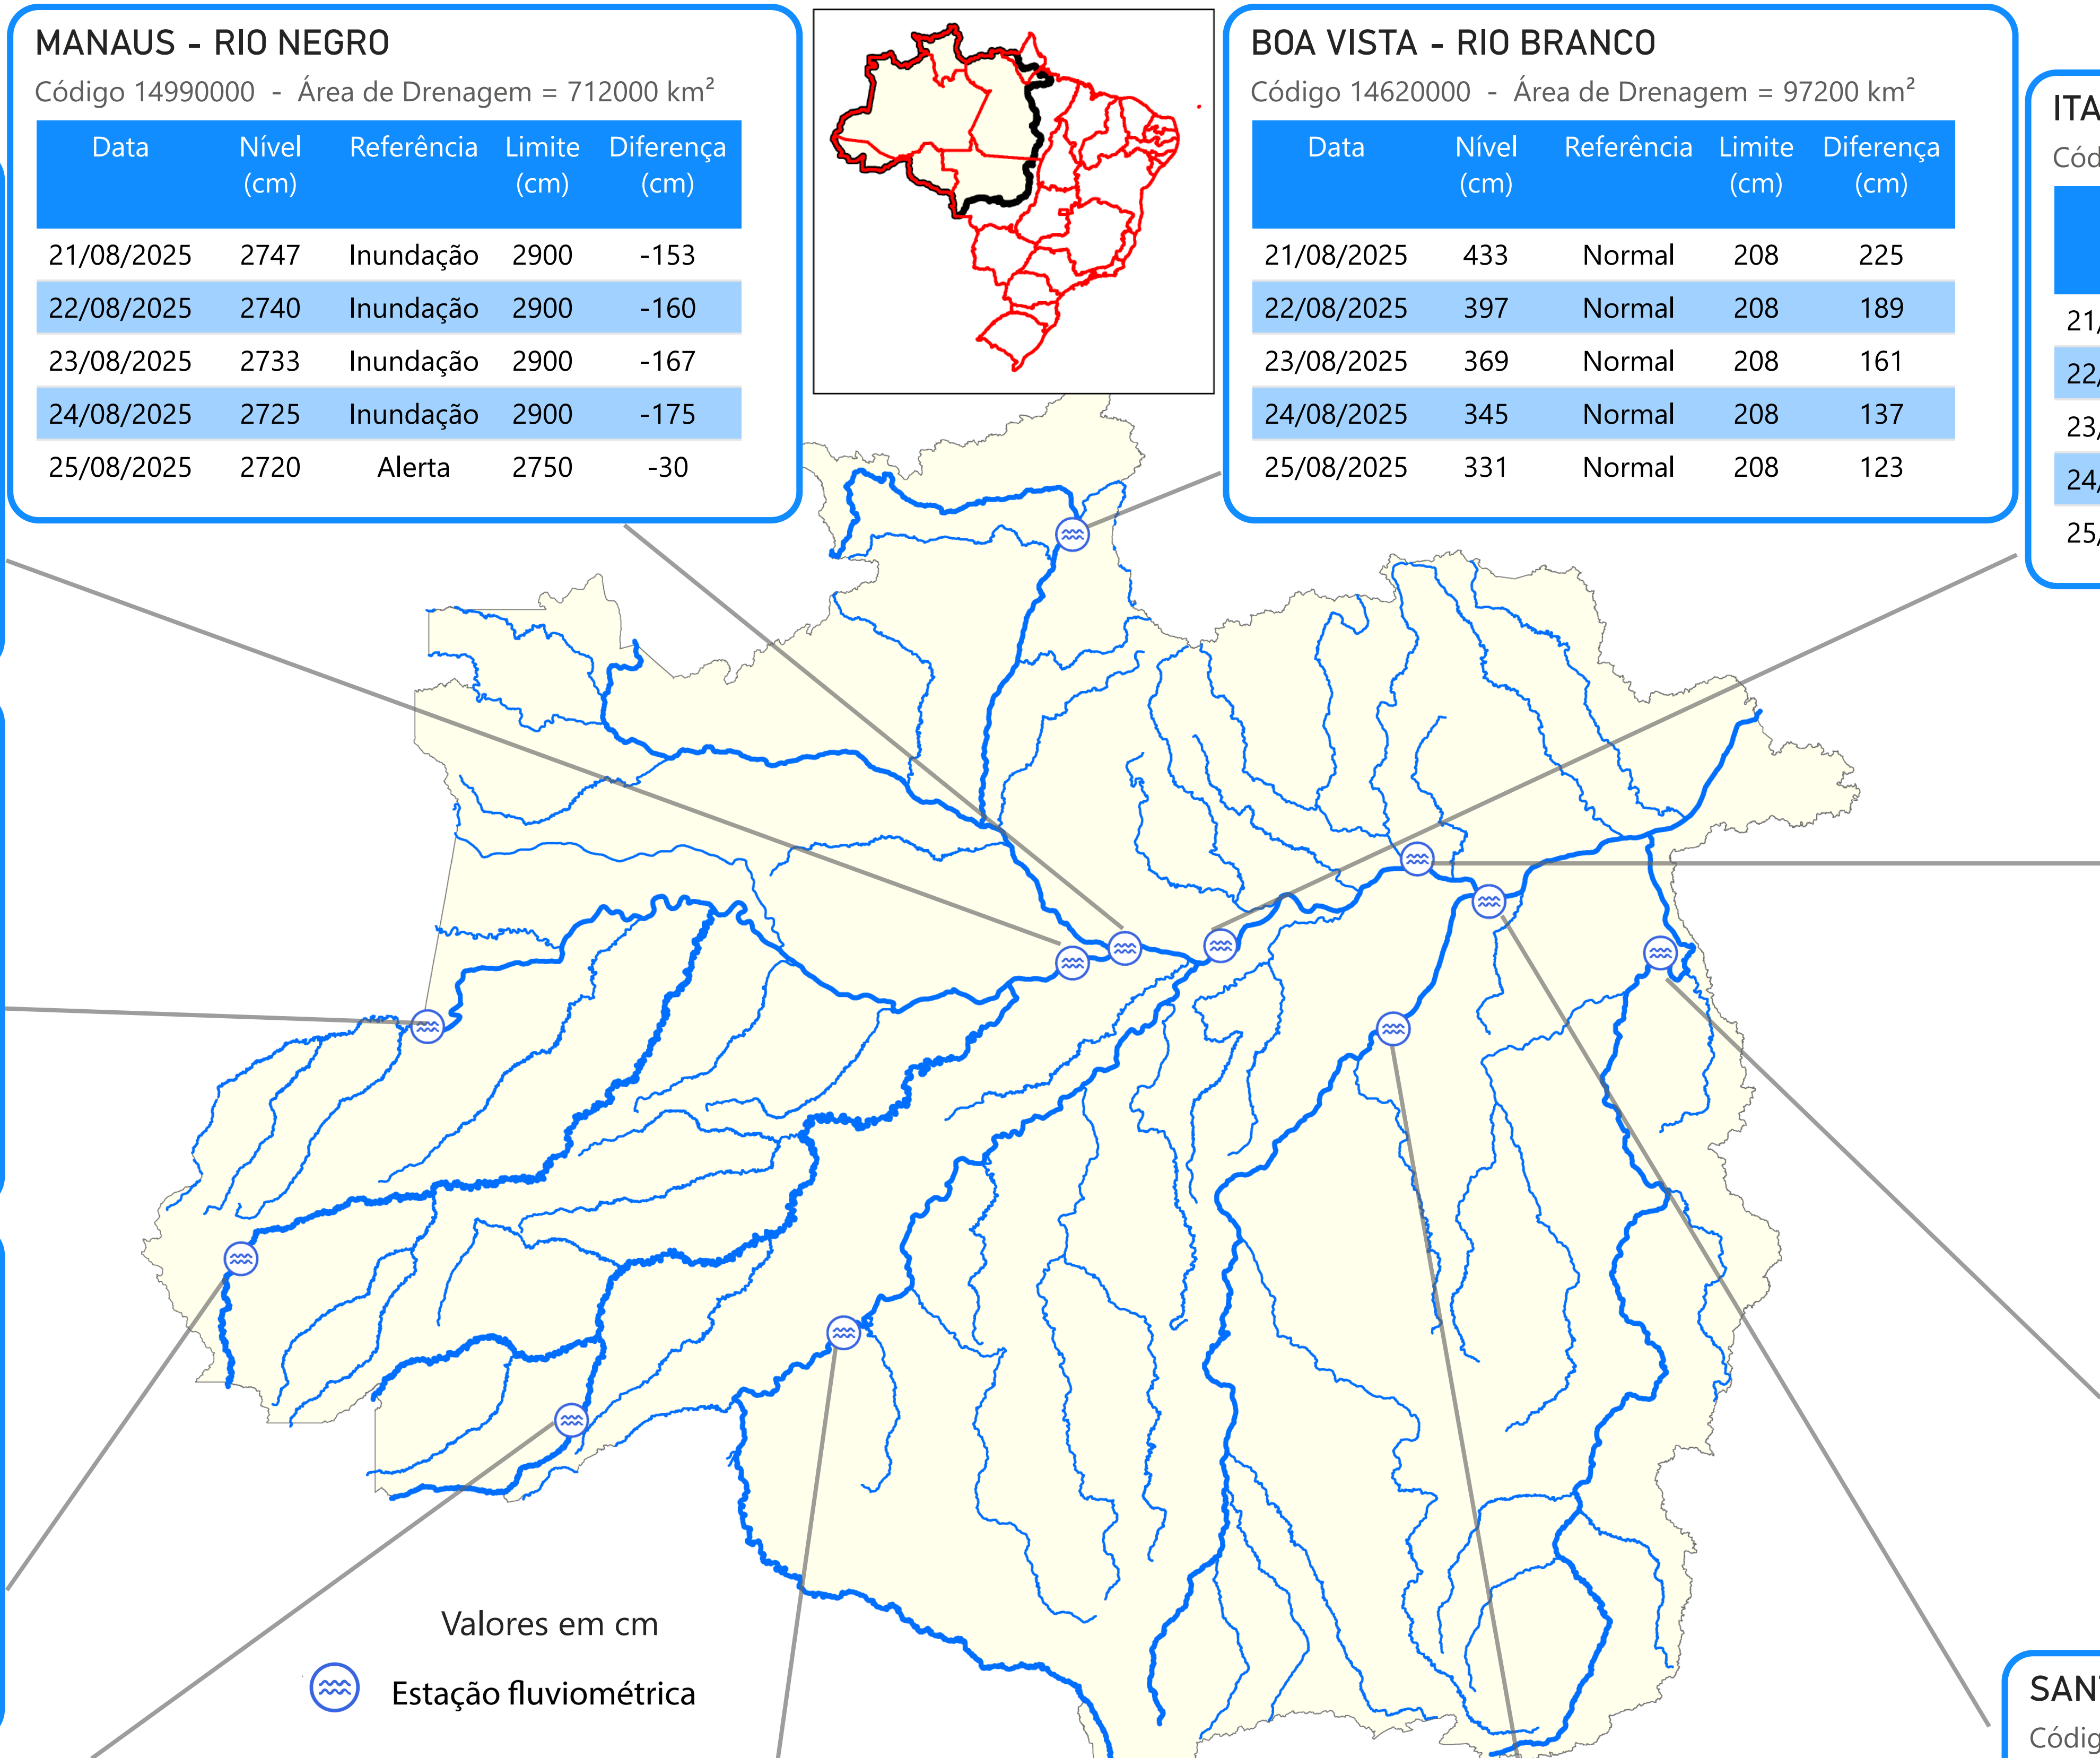 MANAUS - RIO NEGRO
Código 14990000 - Área de Drenagem = 712000 km²
Data Nível (cm) Referência Limite (cm) Diferença (cm)
21/08/2025 2747 Inundação 2900 -153
22/08/2025 2740 Inundação 2900 -160
23/08/2025 2733 Inundação 2900 -167
24/08/2025 2725 Inundação 2900 -175
25/08/2025 2720 Alerta 2750 -30
BOA VISTA - RIO BRANCO
Código 14620000 - Área de Drenagem = 97200 km²
Data Nível (cm) Referência Limite (cm) Diferença (cm)
21/08/2025 433 Normal 208 225
22/08/2025 397 Normal 208 189
23/08/2025 369 Normal 208 161
24/08/2025 345 Normal 208 137
25/08/2025 331 Normal 208 123
ITA
Cód
21/
22/
23/
24/
25/
Valores em cm
Estação fluviométrica
SAN
Códig